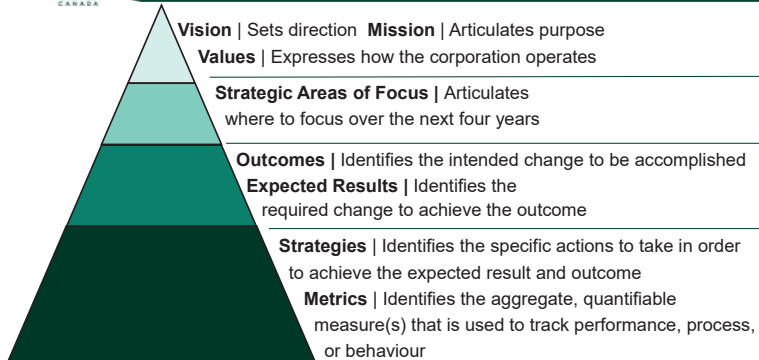 CANADA
Vision | Sets direction Mission | Articulates purpose
Values | Expresses how the corporation operates
Strategic Areas of Focus | Articulates
where to focus over the next four years
Outcomes | Identifies the intended change to be accomplished
Expected Results | Identifies the
required change to achieve the outcome
Strategies | Identifies the specific actions to take in order
to achieve the expected result and outcome
Metrics | Identifies the aggregate, quantifiable
measure(s) that is used to track performance, process,
or behaviour